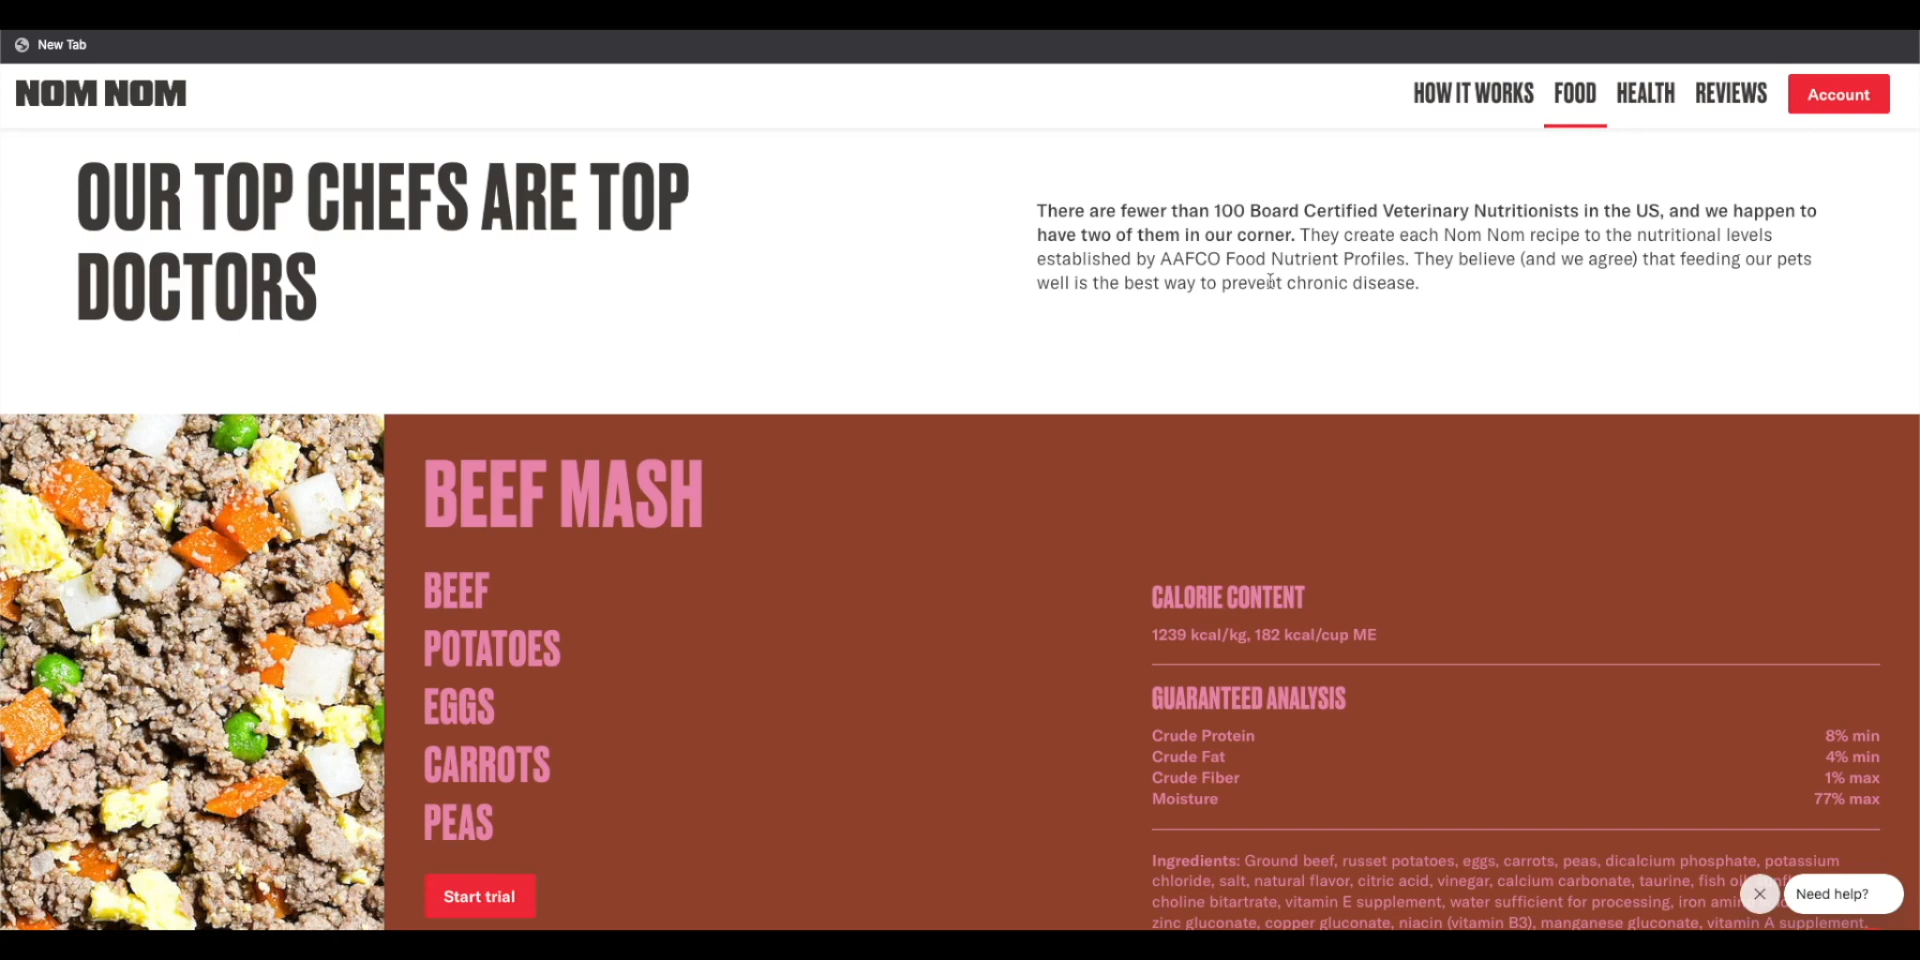 New Tab
NOM NOM
HOW IT WORKS FOOD HEALTH REVIEWS Account
OUR TOP CHEFS ARE TOP
DOCTORS
There are fewer than 100 Board Certified Veterinary Nutritionists in the US, and we happen to
have two of them in our corner. They create each Nom Nom recipe to the nutritional levels
established by AAFCO Food Nutrient Profiles. They believe (and we agree) that feeding our pets
well is the best way to prevent chronic disease.
BEEF MASH
BEEF
POTATOES
EGGS
CARROTS
PEAS
Start trial
CALORIE CONTENT
1239 kcal/kg, 182 kcal/cup ME
GUARANTEED ANALYSIS
Crude Protein 8% min
Crude Fat 4% min
Crude Fiber 1% max
Moisture 77% max
Ingredients: Ground beef, russet potatoes, eggs, carrots, peas, dicalcium phosphate, potassium
chloride, salt, natural flavor, citric acid, vinegar, calcium carbonate, taurine, fish
choline bitartrate, vitamin E supplement, water sufficient for processing, iron
zinc gluconate, copper gluconate, niacin (vitamin B3), manganese gluconate, vitamin A supplement,
Need help?